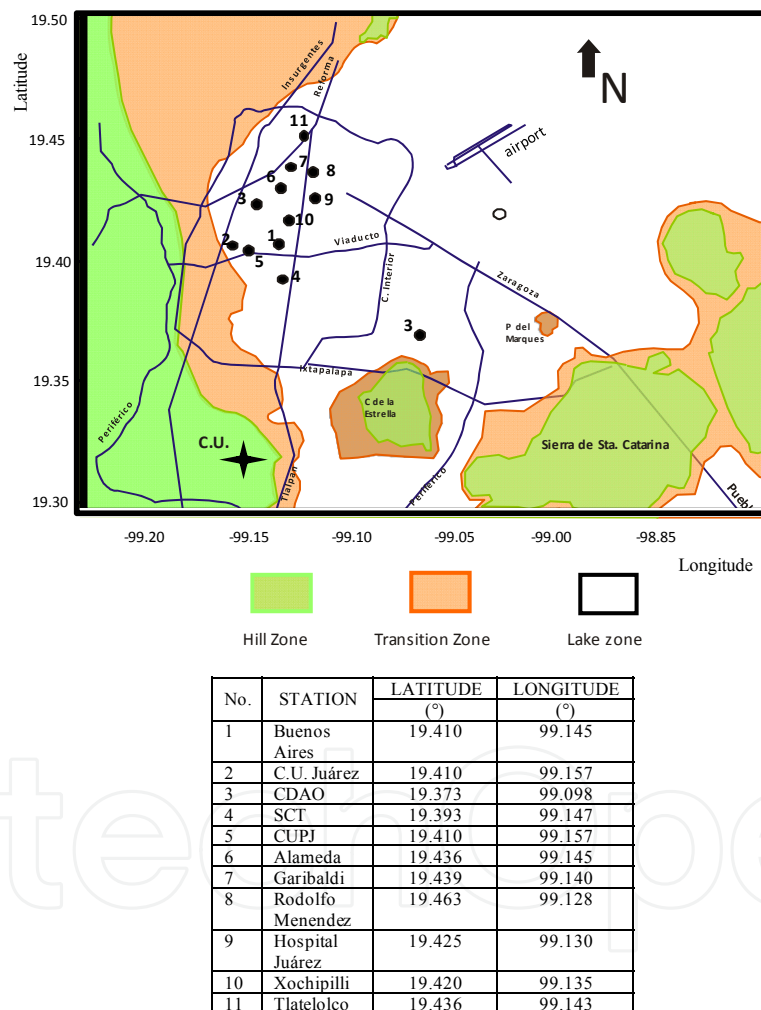 19.50
Latitude
Insurgentes
Reforma
N
19.45
11
airport
7
8
6
3
9
10
19.40
2
1
Viaducto
5
4
C. Interior
Zaragoza
3
P del
Marques
19.35
Ixtapalapa
C de la
Estrella
Periférico
C.U.
Sierra de Sta. Catarina
Tlalpan
Periferico
Puebl
19.30
-99.20 -99.15 -99.10 -99.05 -99.00 -98.85
Longitude
Hill Zone Transition Zone Lake zone
No. STATION LATITUDE LONGITUDE
(°) (°)
1 Buenos 19.410 99.145
Aires
2 C.U. Juárez 19.410 99.157
3 CDAO 19.373 99.098
4 SCT 19.393 99.147
5 CUPJ 19.410 99.157
6 Alameda 19.436 99.145
7 Garibaldi 19.439 99.140
8 Rodolfo 19.463 99.128
Menendez
9 Hospital 19.425 99.130
Juárez
10 Xochipilli 19.420 99.135
11 Tlatelolco 19.436 99.143